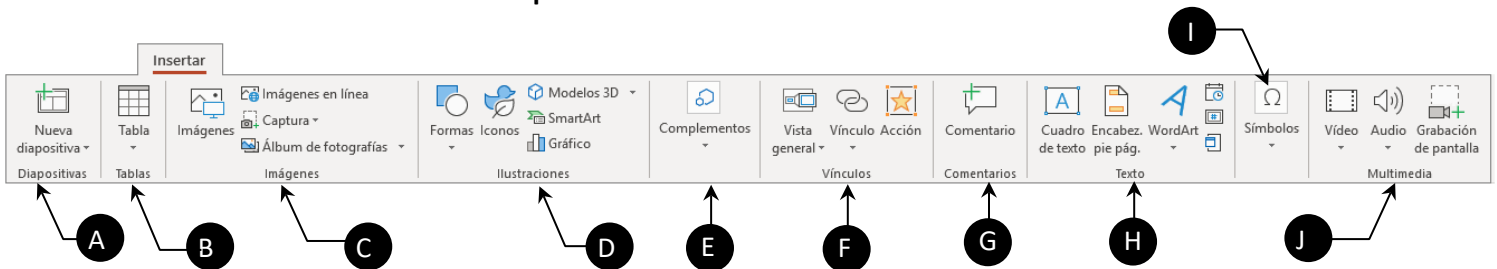 I
Insertar
Nueva diapositiva
Tabla
Imágenes
Imágenes en línea
Captura
Álbum de fotografías
Formas
Iconos
Modelos 3D
SmartArt
Gráfico
Complementos
Vista general
Vínculo
Acción
Comentario
A
Cuadro de texto
Encabez. pie pág.
A
WordArt
#
Ω
Símbolos
Vídeo
Audio
Grabación de pantalla
Diapositivas
Tablas
Imágenes
Ilustraciones
Vínculos
Comentarios
Texto
Multimedia
A
B
C
D
E
F
G
H
J